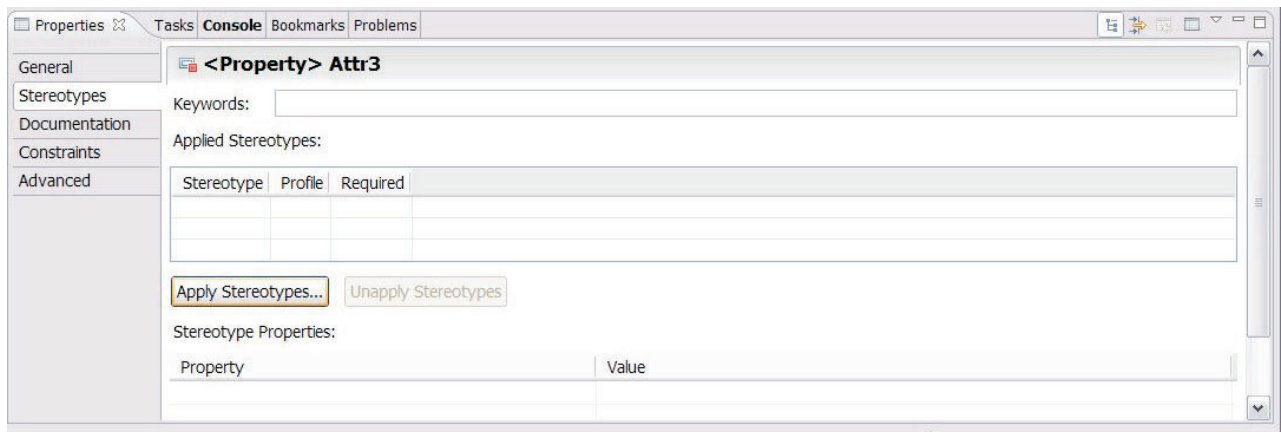 Properties Tasks Console Bookmarks Problems
General
Stereotypes
Documentation
Constraints
Advanced
<Property> Attr3
Keywords:
Applied Stereotypes:
Stereotype Profile Required
Apply Stereotypes... Unapply Stereotypes
Stereotype Properties:
Property Value